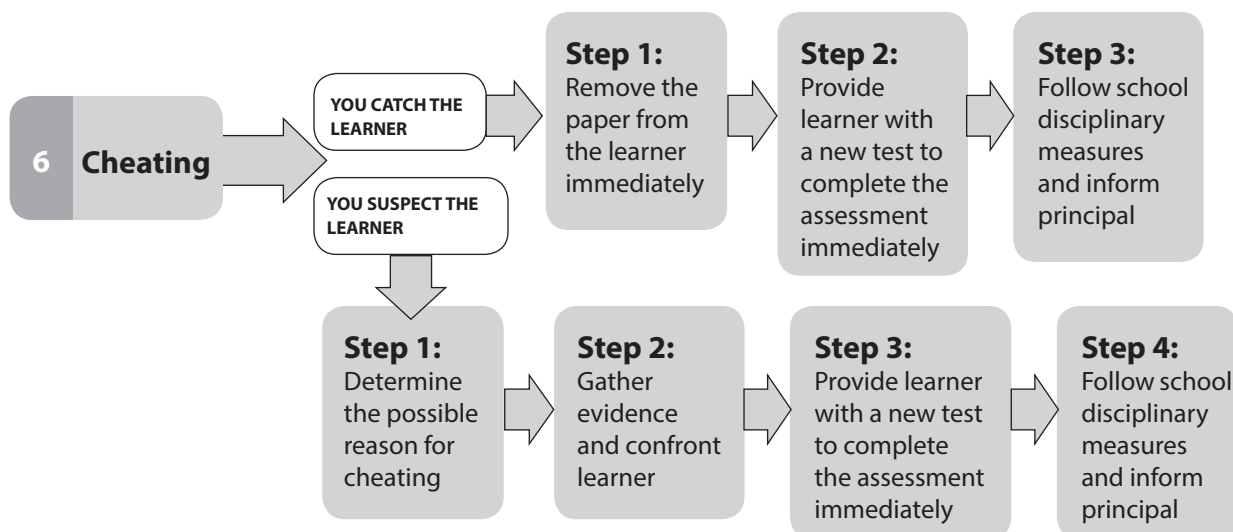 6 Cheating
YOU CATCH THE
LEARNER
Step 1:
Remove the
paper from
the learner
immediately
Step 2:
Provide
learner with
a new test to
complete the
assessment
immediately
Step 3:
Follow school
disciplinary
measures
and inform
principal
YOU SUSPECT THE
LEARNER
Step 1:
Determine
the possible
reason for
cheating
Step 2:
Gather
evidence
and confront
learner
Step 3:
Provide learner
with a new test
to complete
the assessment
immediately
Step 4:
Follow school
disciplinary
measures
and inform
principal